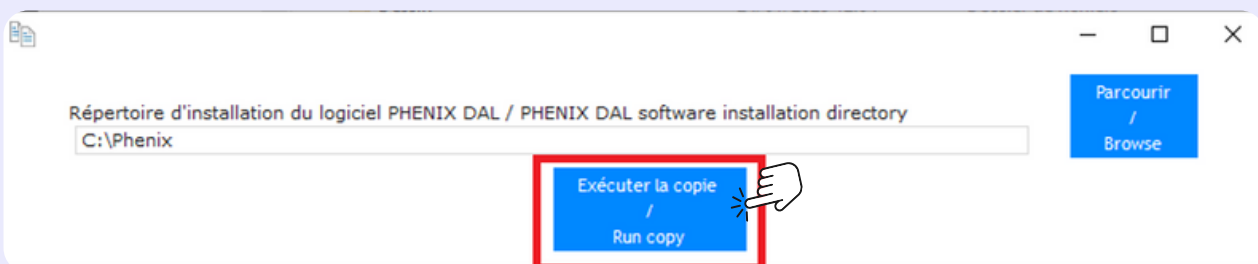 Répertoire d'installation du logiciel PHENIX DAL / PHENIX DAL software installation directory
C:\Phenix
Parcourir
/
Browse
Exécuter la copie
/
Run copy